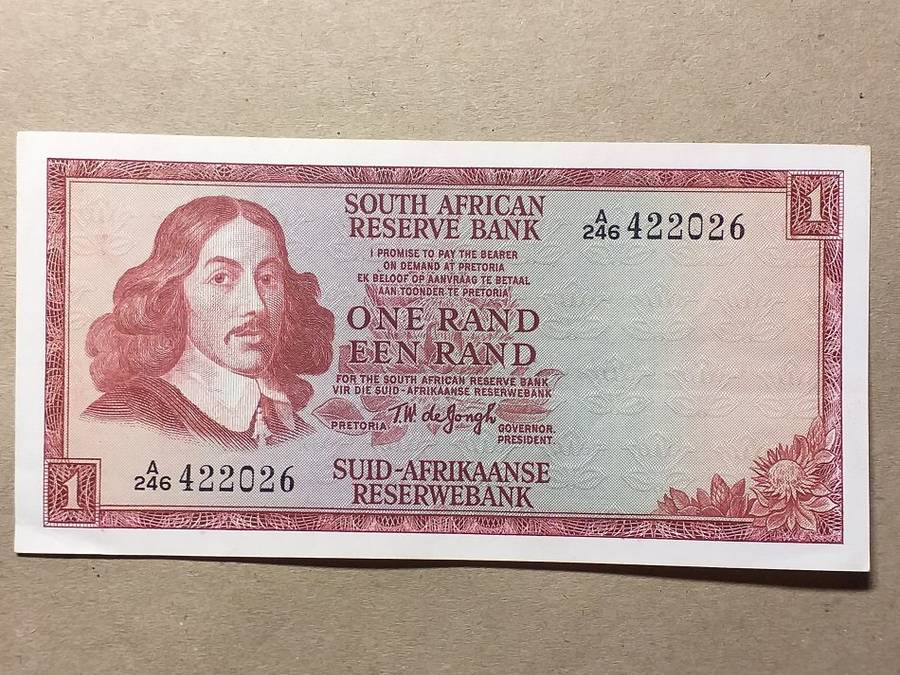 SOUTH AFRICAN
RESERVE BANK
1
A
246 422026
I PROMISE TO PAY THE BEARER
ON DEMAND AT PRETORIA
EK BELOOF OP AANVRAAG TE BETAAL
AAN TOONDER TE PRETORIA
ONE RAND
EEN RAND
FOR THE SOUTH AFRICAN RESERVE BANK
VIR DIE SUID-AFRIKAANSE RESERWEBANK
T.W. de Jongh
PRETORIA
GOVERNOR.
PRESIDENT.
1
A
246 422026
SUID-AFRIKAANSE
RESERWEBANK